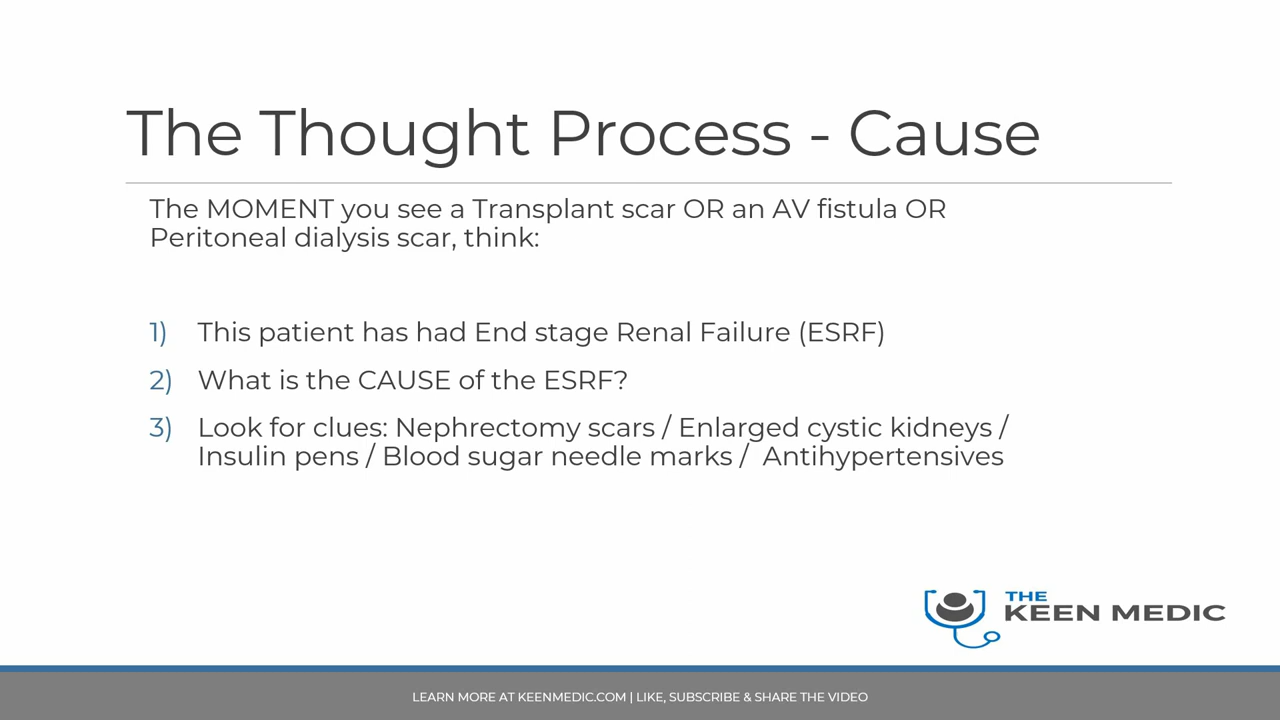 The Thought Process - Cause
The MOMENT you see a Transplant scar OR an AV fistula OR
Peritoneal dialysis scar, think:
1) This patient has had End stage Renal Failure (ESRF)
2) What is the CAUSE of the ESRF?
3) Look for clues: Nephrectomy scars / Enlarged cystic kidneys /
Insulin pens / Blood sugar needle marks / Antihypertensives
THE
KEEN MEDIC
LEARN MORE AT KEENMEDIC.COM | LIKE, SUBSCRIBE & SHARE THE VIDEO